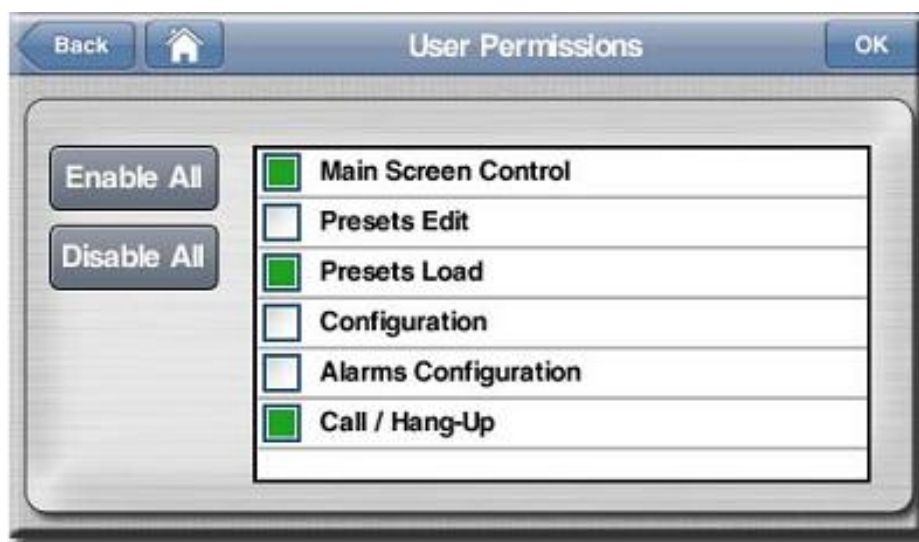 Back
User Permissions
OK
Enable All
Disable All
Main Screen Control
Presets Edit
Presets Load
Configuration
Alarms Configuration
Call / Hang-Up